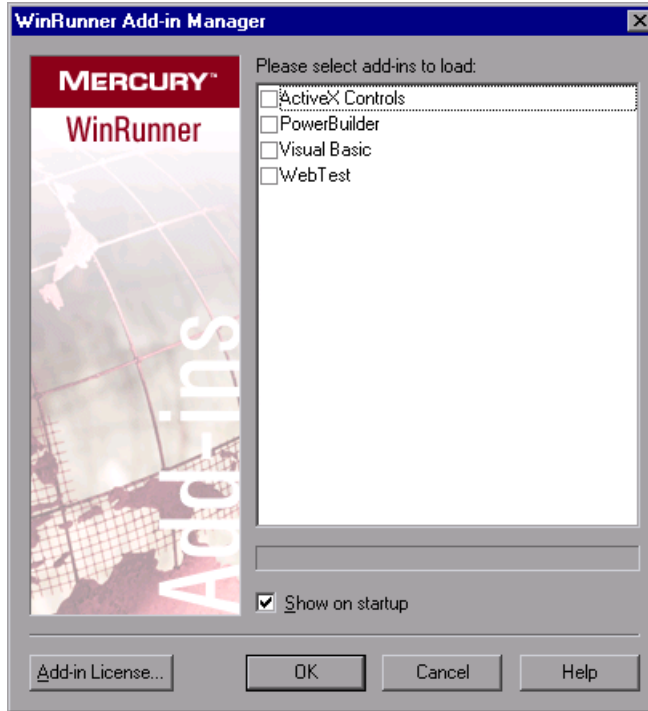 WinRunner Add-in Manager
MERCURY™
WinRunner
Add-ins
Please select add-ins to load:
ActiveX Controls
PowerBuilder
Visual Basic
WebTest
Show on startup
Add-in License...
OK
Cancel
Help